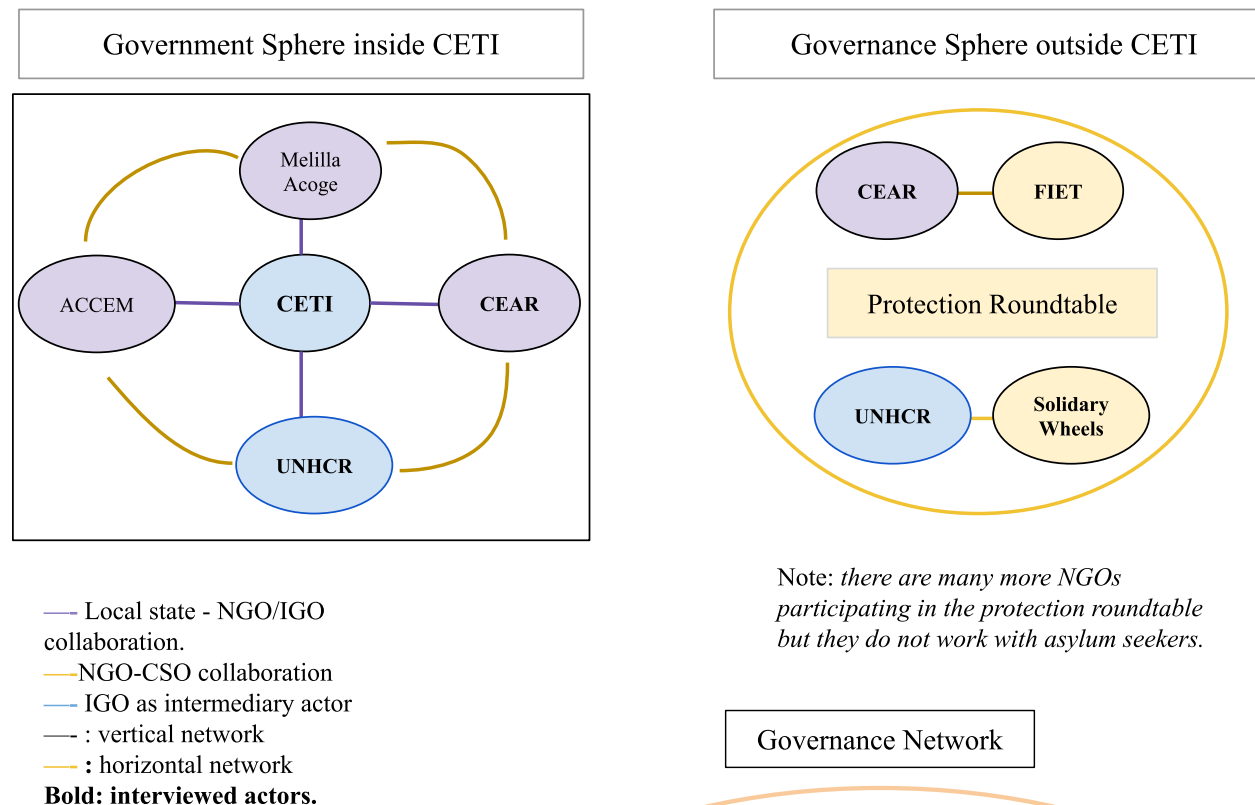 Government Sphere inside CETI
Melilla
Acoge
ACCEM
CETI
CEAR
UNHCR
—-- Local state - NGO/IGO
collaboration.
—--NGO-CSO collaboration
—-- IGO as intermediary actor
—-- : vertical network
—-- : horizontal network
Bold: interviewed actors.
Governance Sphere outside CETI
CEAR
FIET
Protection Roundtable
UNHCR
Solidary
Wheels
Note: there are many more NGOs
participating in the protection roundtable
but they do not work with asylum seekers.
Governance Network